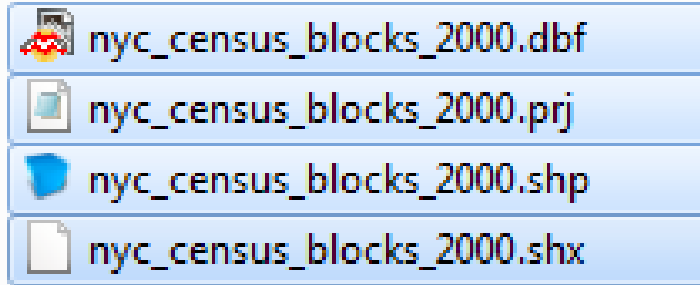 nyc_census_blocks_2000.dbf
nyc_census_blocks_2000.prj
nyc_census_blocks_2000.shp
nyc_census_blocks_2000.shx